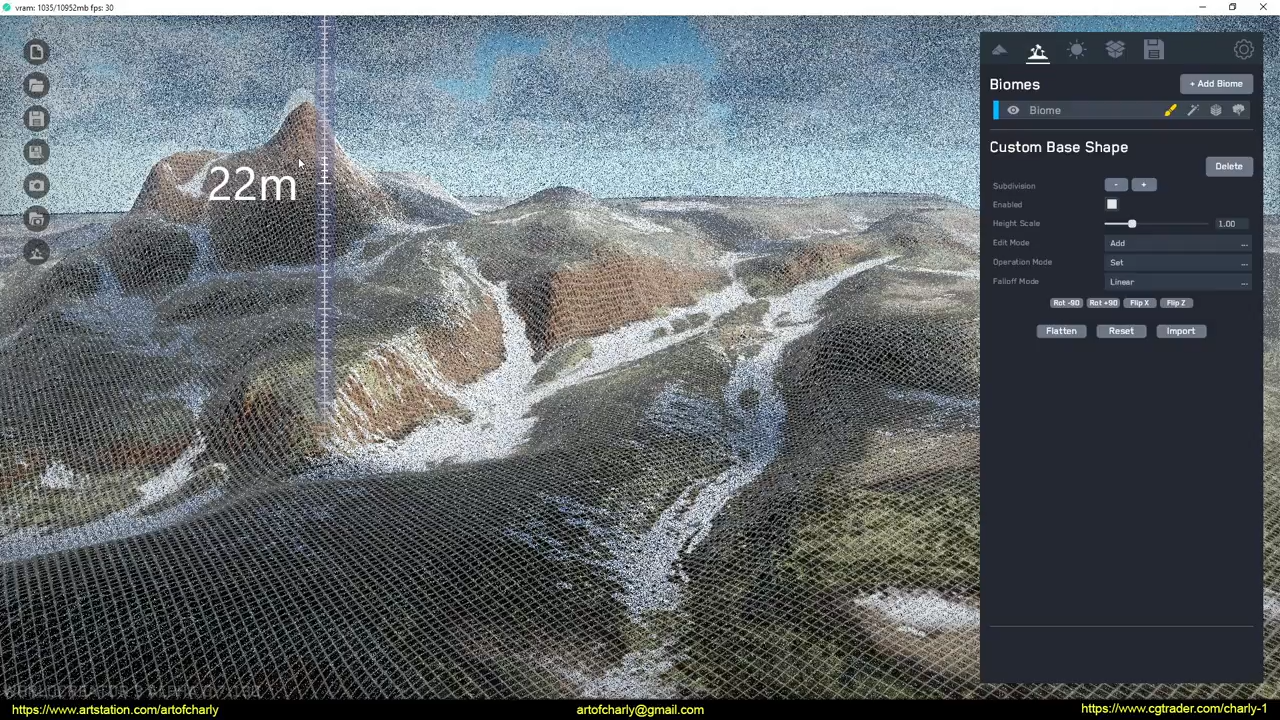 vram: 1035/10952mb fps: 30
Biomes
+ Add Biome
Biome
Custom Base Shape
Delete
22m
Subdivision - +
Enabled
Height Scale 1.00
Edit Mode Add ...
Operation Mode Set ...
Falloff Mode Linear ...
Rot -90 Rot +90 Flip X Flip Z
Flatten Reset Import
https://www.artstation.com/artofcharly artofcharly@gmail.com https://www.cgtrader.com/charly-1